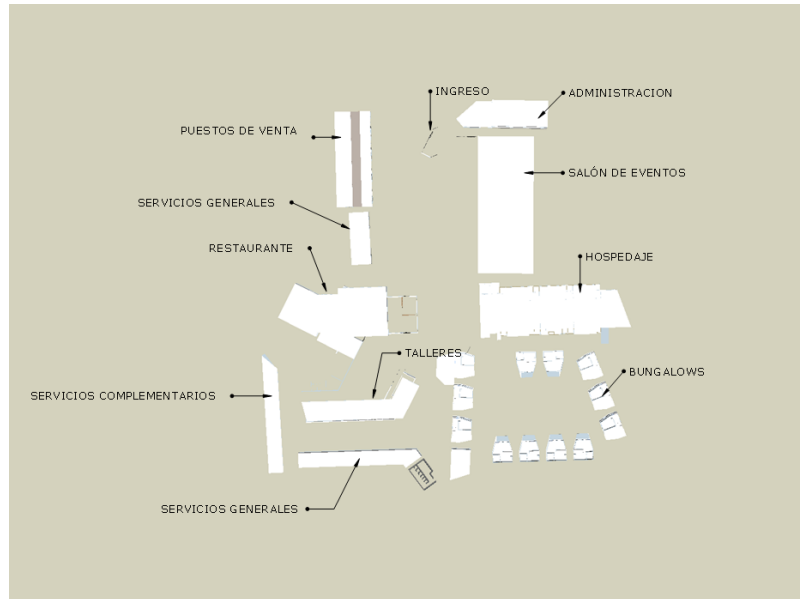 INGRESO
ADMINISTRACION
PUESTOS DE VENTA
SALÓN DE EVENTOS
SERVICIOS GENERALES
RESTAURANTE
HOSPEDAJE
TALLERES
BUNGALOWS
SERVICIOS COMPLEMENTARIOS
SERVICIOS GENERALES